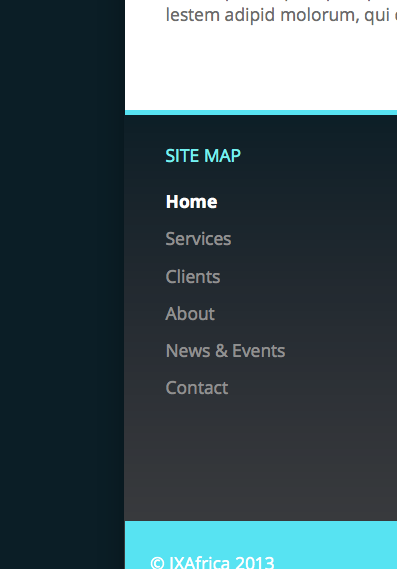 lestem adipid molorum, qui
SITE MAP
Home
Services
Clients
About
News & Events
Contact
© IXAfrica 2013